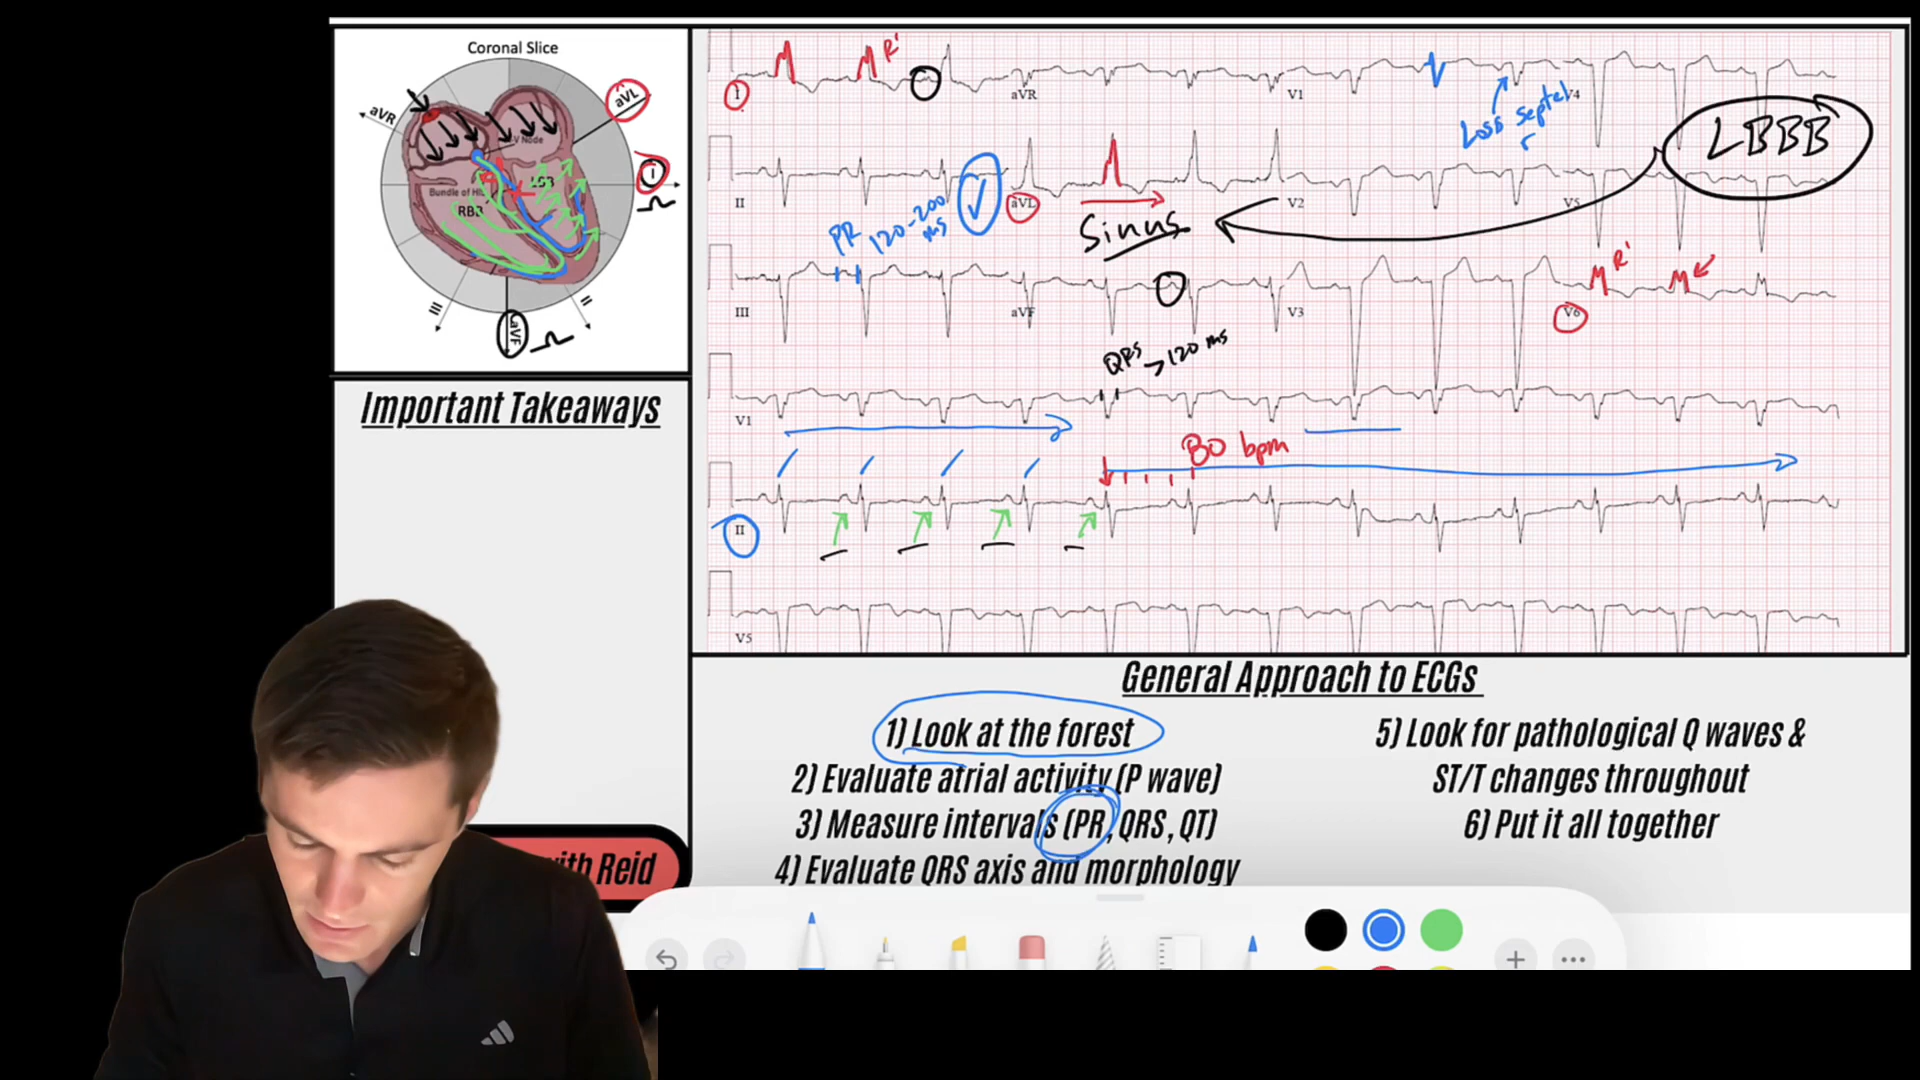 Coronal Slice
aVR
aVL
I
Node
Bundle of His
LBB
RBB
III
aVF
II
Important Takeaways
with Reid
I
R'
aVR
V1
V4
Loss septal
r
LBBB
II
PR
120-200
ms
aVL
Sinus
V2
V5
III
aVF
V3
R'
V6
QRS >120 ms
V1
80 bpm
II
V5
General Approach to ECGs
1) Look at the forest
2) Evaluate atrial activity (P wave)
3) Measure intervals (PR, QRS, QT)
4) Evaluate QRS axis and morphology
5) Look for pathological Q waves &
ST/T changes throughout
6) Put it all together